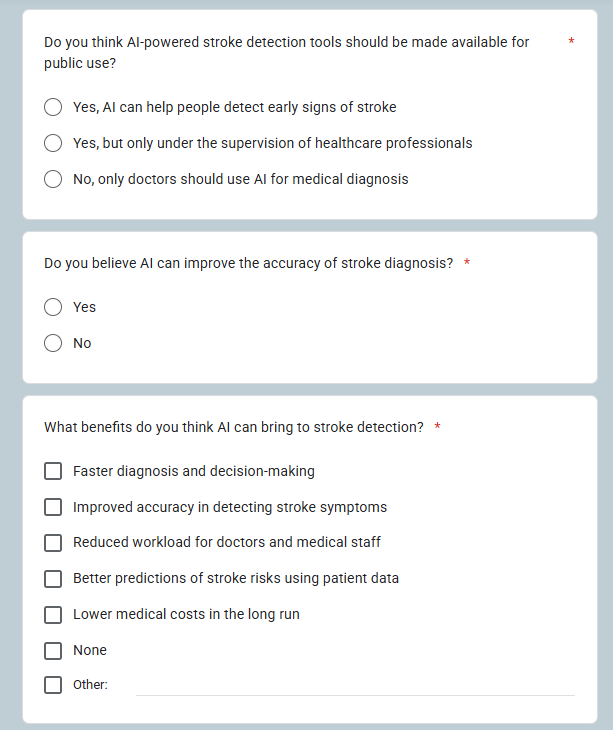 Do you think AI-powered stroke detection tools should be made available for *
public use?
Yes, AI can help people detect early signs of stroke
Yes, but only under the supervision of healthcare professionals
No, only doctors should use AI for medical diagnosis
Do you believe AI can improve the accuracy of stroke diagnosis? *
Yes
No
What benefits do you think AI can bring to stroke detection? *
Faster diagnosis and decision-making
Improved accuracy in detecting stroke symptoms
Reduced workload for doctors and medical staff
Better predictions of stroke risks using patient data
Lower medical costs in the long run
None
Other: